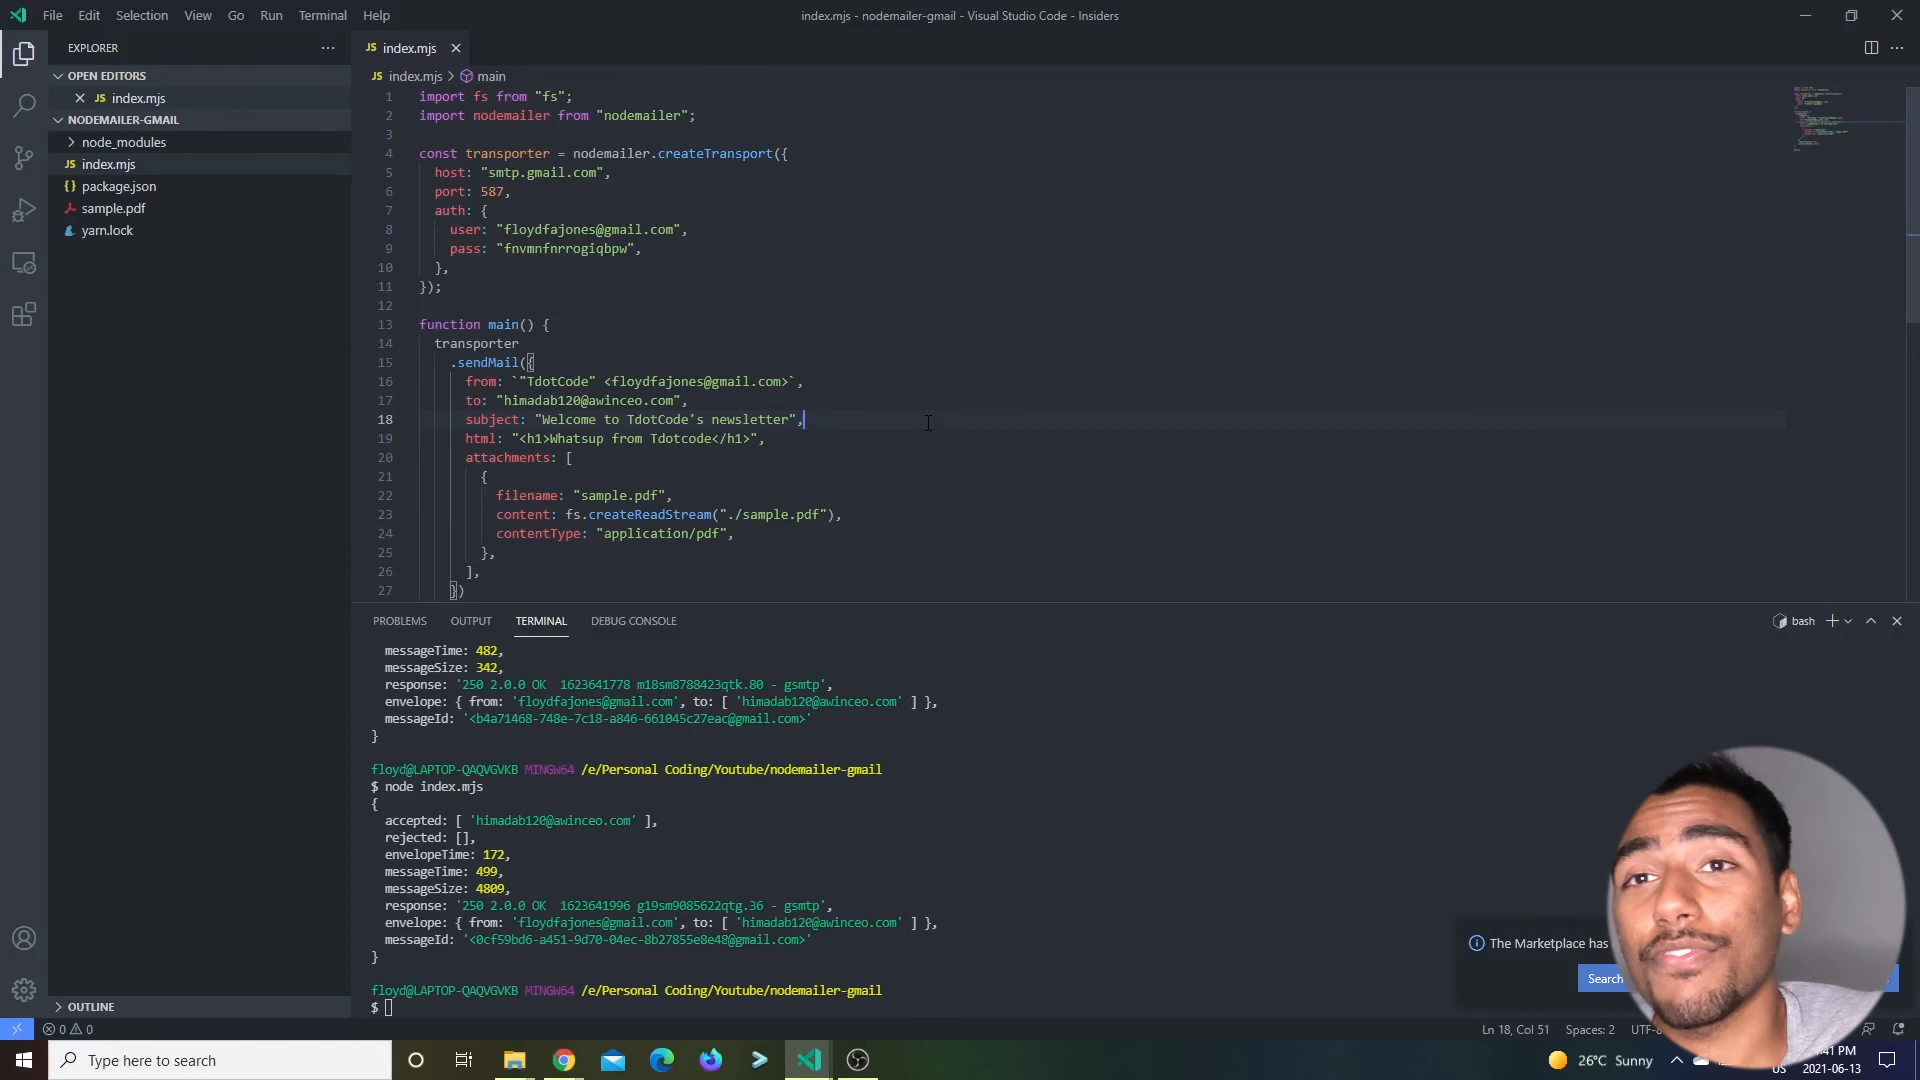 File Edit Selection View Go Run Terminal Help
index.mjs - nodemailer-gmail - Visual Studio Code - Insiders
EXPLORER
OPEN EDITORS
JS index.mjs
NODEMAILER-GMAIL
node_modules
JS index.mjs
{} package.json
sample.pdf
yarn.lock
OUTLINE
JS index.mjs
JS index.mjs > main
1 import fs from "fs";
2 import nodemailer from "nodemailer";
3
4 const transporter = nodemailer.createTransport({
5 host: "smtp.gmail.com",
6 port: 587,
7 auth: {
8 user: "floydfajones@gmail.com",
9 pass: "fnvmnfnrrogiqbpw",
10 },
11 });
12
13 function main() {
14 transporter
15 .sendMail({
16 from: `"TdotCode" <floydfajones@gmail.com>`,
17 to: "himadab120@awinceo.com",
18 subject: "Welcome to TdotCode's newsletter",
19 html: "<h1>Whatsup from Tdotcode</h1>",
20 attachments: [
21 {
22 filename: "sample.pdf",
23 content: fs.createReadStream("./sample.pdf"),
24 contentType: "application/pdf",
25 },
26 ],
27 })
PROBLEMS OUTPUT TERMINAL DEBUG CONSOLE
bash
messageTime: 482,
messageSize: 342,
response: '250 2.0.0 OK  1623641778 m18sm8788423qtk.80 - gsmtp',
envelope: { from: 'floydfajones@gmail.com', to: [ 'himadab120@awinceo.com' ] },
messageId: '<b4a71468-748e-7c18-a846-661045c27eac@gmail.com>'
}
floyd@LAPTOP-QAQVGVKB MINGW64 /e/Personal Coding/Youtube/nodemailer-gmail
$ node index.mjs
{
accepted: [ 'himadab120@awinceo.com' ],
rejected: [],
envelopeTime: 172,
messageTime: 499,
messageSize: 4809,
response: '250 2.0.0 OK  1623641996 g19sm9085622qtg.36 - gsmtp',
envelope: { from: 'floydfajones@gmail.com', to: [ 'himadab120@awinceo.com' ] },
messageId: '<0cf59bd6-a451-9d70-04ec-8b27855e8e48@gmail.com>'
}
floyd@LAPTOP-QAQVGVKB MINGW64 /e/Personal Coding/Youtube/nodemailer-gmail
$
The Marketplace has
Search
0 0
Ln 18, Col 51 Spaces: 2 UTF-8
Type here to search
26°C Sunny
US
:41 PM
2021-06-13